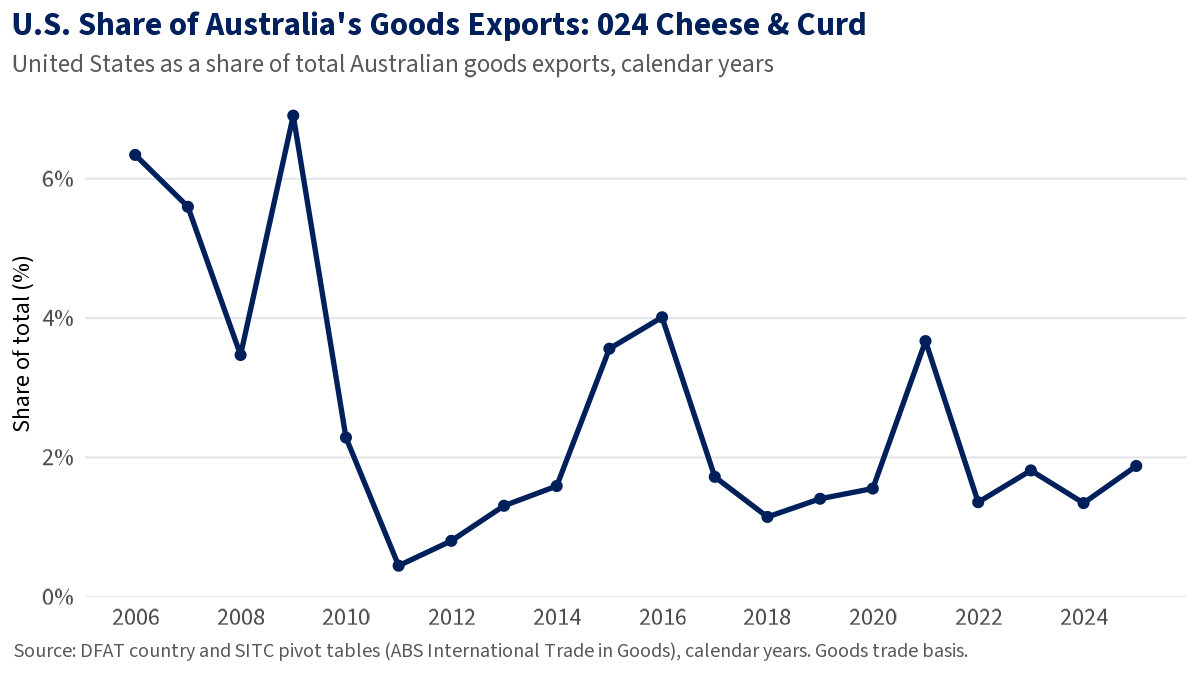 U.S. Share of Australia's Goods Exports: 024 Cheese & Curd
United States as a share of total Australian goods exports, calendar years
Share of total (%)
6%
4%
2%
0%
2006 2008 2010 2012 2014 2016 2018 2020 2022 2024
Source: DFAT country and SITC pivot tables (ABS International Trade in Goods), calendar years. Goods trade basis.